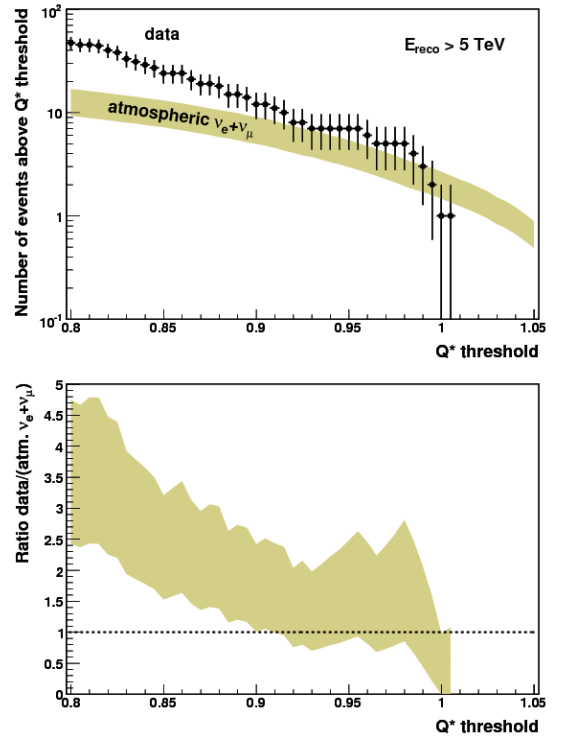 10²
data
E_reco > 5 TeV
Number of events above Q* threshold
10
atmospheric ν_e+ν_μ
1
10⁻¹
0.8 0.85 0.9 0.95 1 1.05
Q* threshold
5
4.5
4
3.5
3
2.5
2
1.5
1
0.5
0
Ratio data/(atm. ν_e+ν_μ)
0.8 0.85 0.9 0.95 1 1.05
Q* threshold